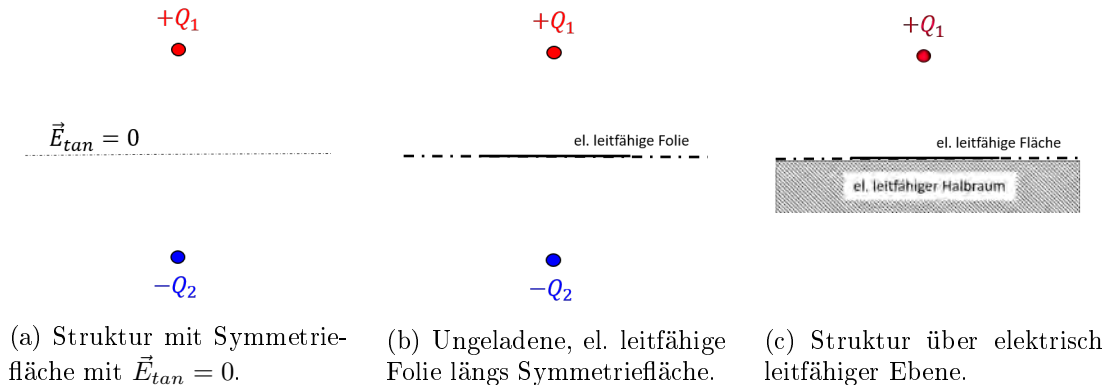 +Q₁
+Q₁
+Q₁
E⃗tan = 0
el. leitfähige Folie
el. leitfähige Fläche
el. leitfähiger Halbraum
−Q₂
−Q₂
(a) Struktur mit Symmetrie-
fläche mit E⃗tan = 0.
(b) Ungeladene, el. leitfähige
Folie längs Symmetriefläche.
(c) Struktur über elektrisch
leitfähiger Ebene.